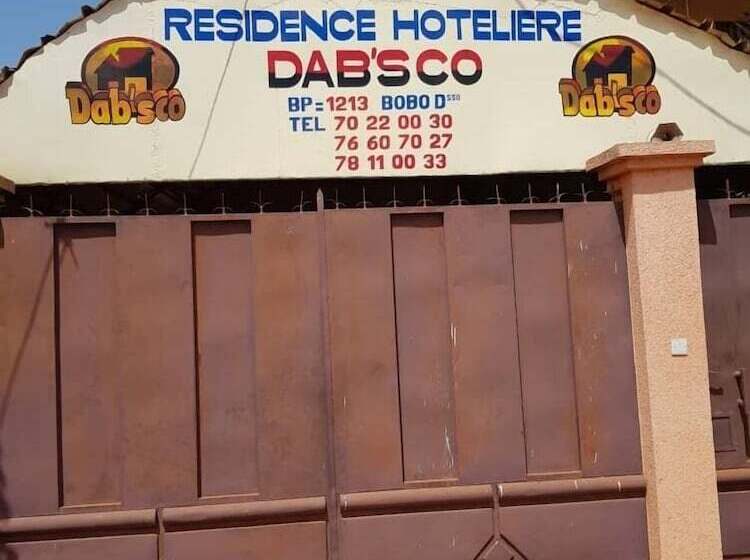 RESIDENCE HOTELIERE
DAB'SCO
Dab'sco
Dab'sco
BP=1213 BOBO Dsso
TEL 70 22 00 30
76 60 70 27
78 11 00 33